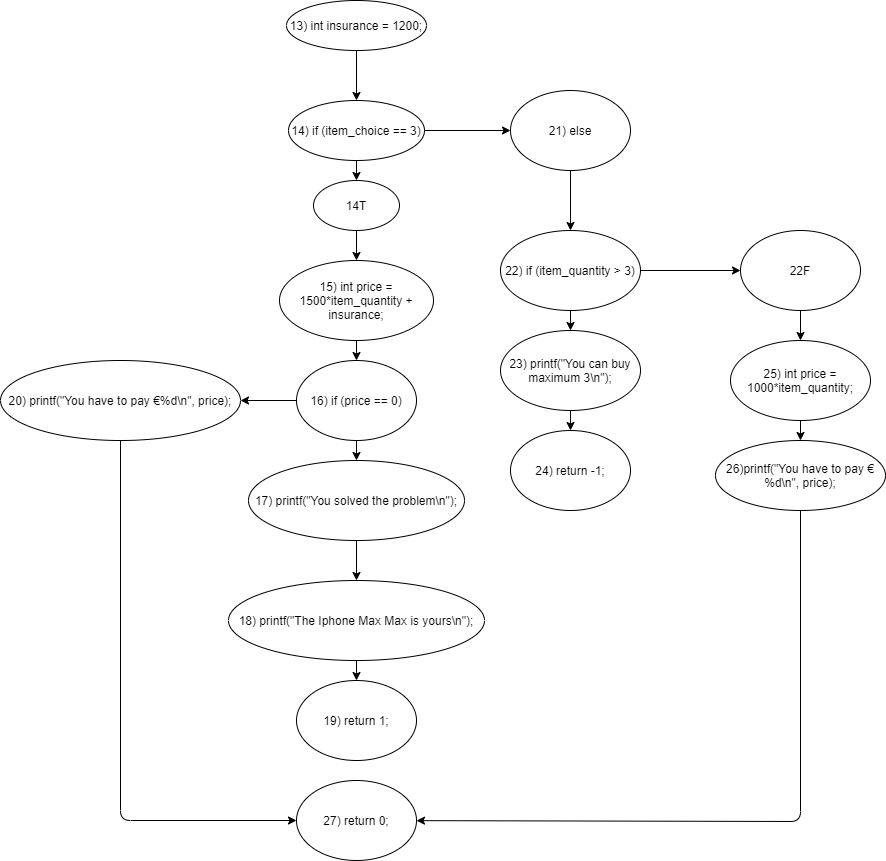 13) int insurance = 1200;
14) if (item_choice == 3)
21) else
14T
22) if (item_quantity > 3)
22F
15) int price =
1500*item_quantity +
insurance;
23) printf("You can buy
maximum 3\n");
25) int price =
1000*item_quantity;
20) printf("You have to pay €%d\n", price);
16) if (price == 0)
24) return -1;
26)printf("You have to pay €
%d\n", price);
17) printf("You solved the problem\n");
18) printf("The Iphone Max Max is yours\n");
19) return 1;
27) return 0;